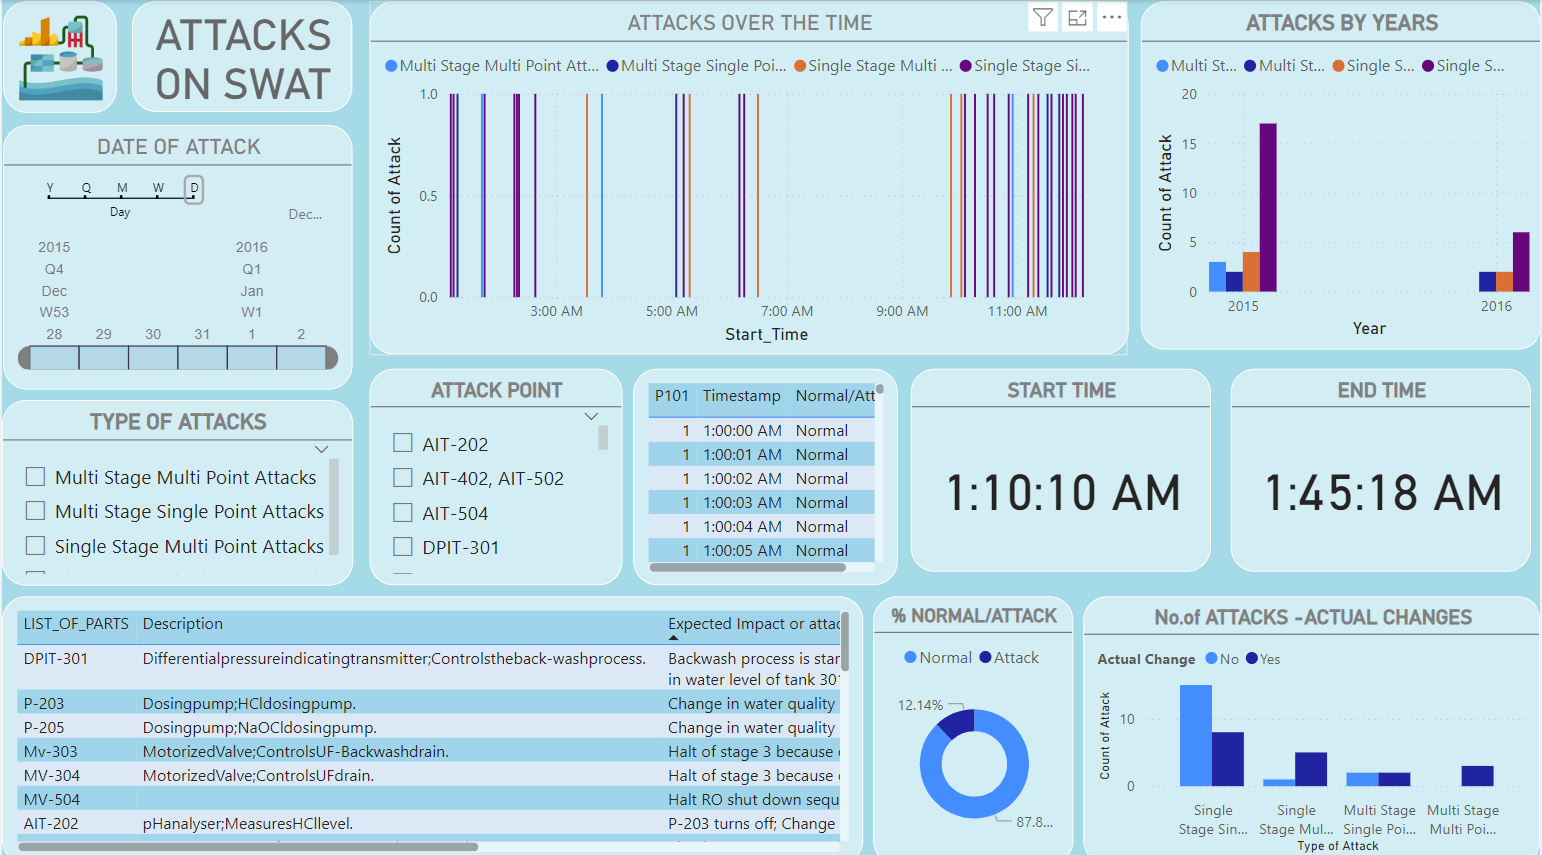 ATTACKS
ON SWAT
DATE OF ATTACK
Y Q M W D
Day
Dec...
2015 2016
Q4 Q1
Dec Jan
W53 W1
28 29 30 31 1 2
TYPE OF ATTACKS
Multi Stage Multi Point Attacks
Multi Stage Single Point Attacks
Single Stage Multi Point Attacks
ATTACKS OVER THE TIME
Multi Stage Multi Point Att... Multi Stage Single Poi... Single Stage Multi ... Single Stage Si...
Count of Attack
1.0
0.5
0.0
3:00 AM 5:00 AM 7:00 AM 9:00 AM 11:00 AM
Start_Time
ATTACKS BY YEARS
Multi St... Multi St... Single S... Single S...
Count of Attack
20
15
10
5
0
2015 2016
Year
ATTACK POINT
AIT-202
AIT-402, AIT-502
AIT-504
DPIT-301
P101 Timestamp Normal/Att
1 1:00:00 AM Normal
1 1:00:01 AM Normal
1 1:00:02 AM Normal
1 1:00:03 AM Normal
1 1:00:04 AM Normal
1 1:00:05 AM Normal
START TIME
1:10:10 AM
END TIME
1:45:18 AM
LIST_OF_PARTS Description Expected Impact or attac
DPIT-301 Differentialpressureindicatingtransmitter;Controlstheback-washprocess. Backwash process is star
in water level of tank 301
P-203 Dosingpump;HCldosingpump. Change in water quality
P-205 Dosingpump;NaOCldosingpump. Change in water quality
Mv-303 MotorizedValve;ControlsUF-Backwashdrain. Halt of stage 3 because
MV-304 MotorizedValve;ControlsUFdrain. Halt of stage 3 because
MV-504 Halt RO shut down sequ
AIT-202 pHanalyser;MeasuresHCllevel. P-203 turns off; Change
% NORMAL/ATTACK
Normal Attack
12.14%
87.8...
No.of ATTACKS -ACTUAL CHANGES
Actual Change No Yes
Count of Attack
10
0
Single Single Multi Stage Multi Stage
Stage Sin... Stage Mul... Single Poi... Multi Poi...
Type of Attack